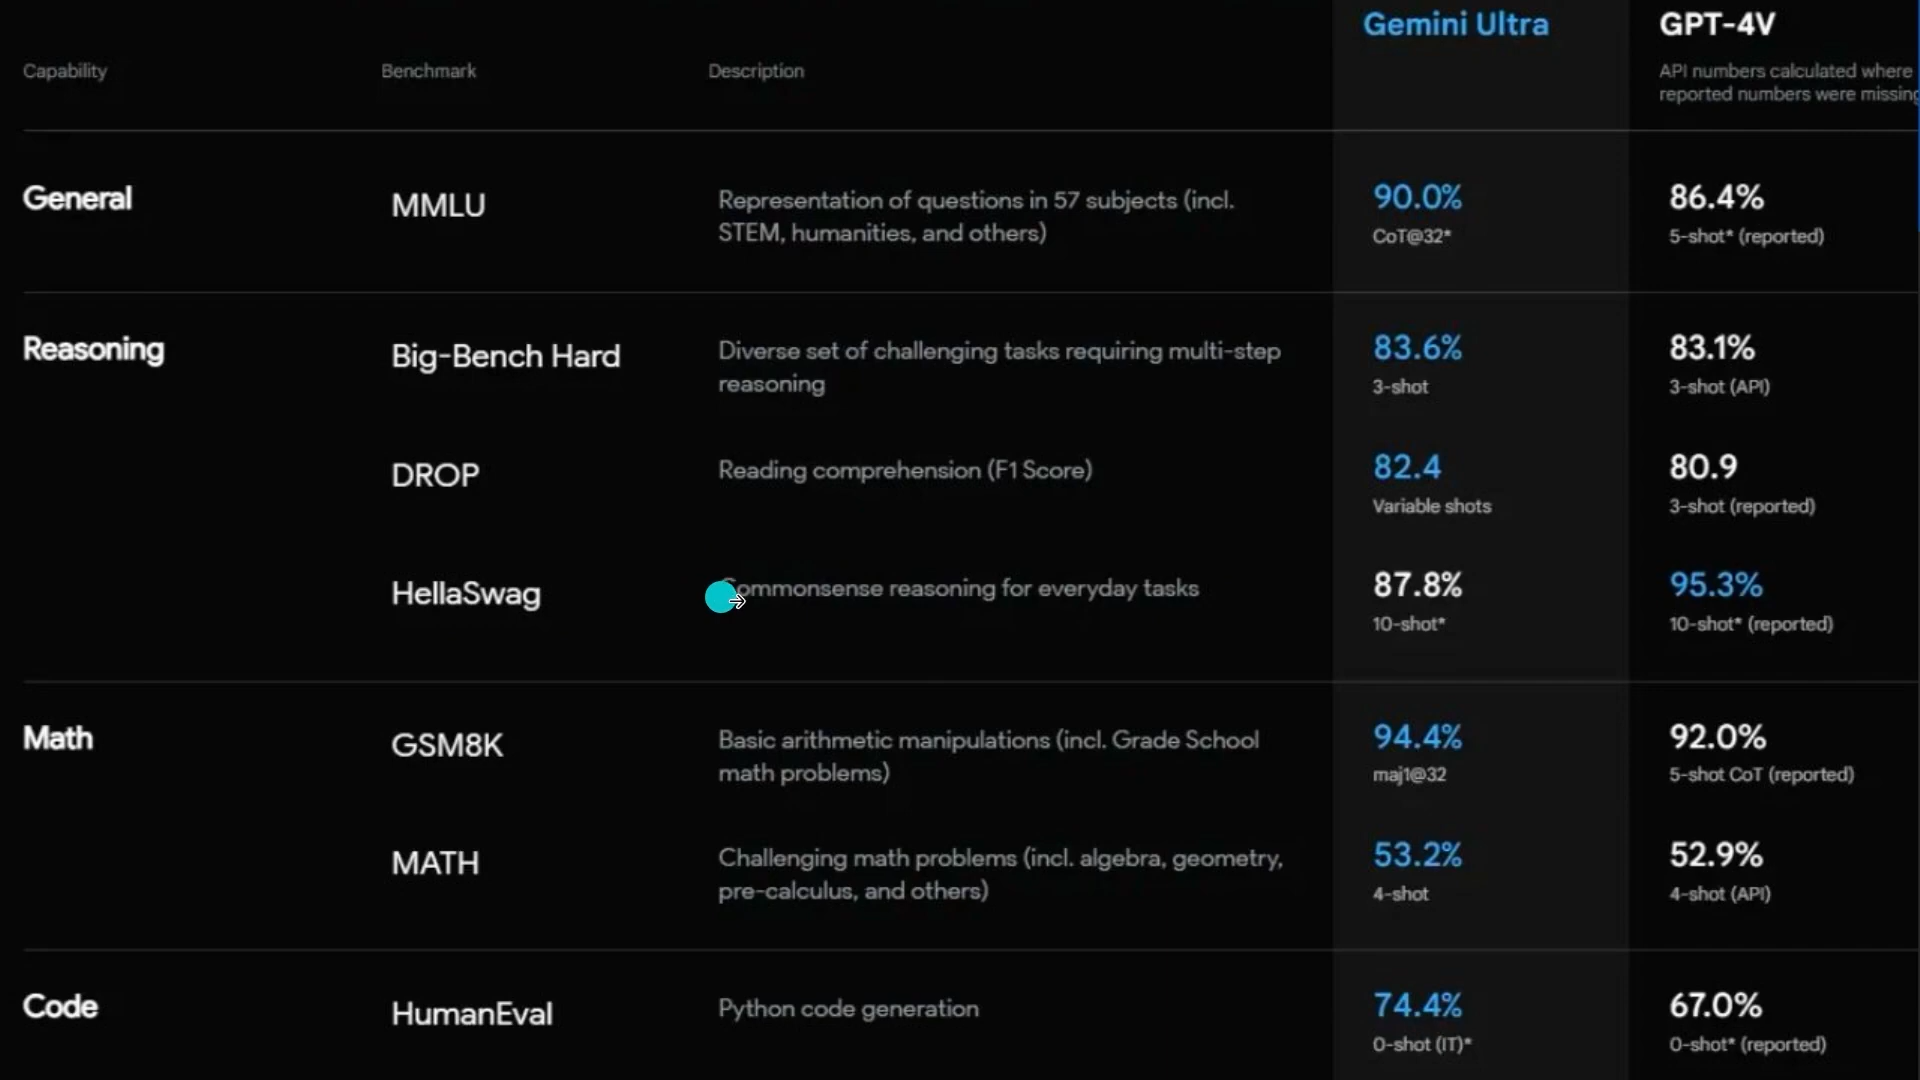 Gemini Ultra
GPT-4V
Capability
Benchmark
Description
API numbers calculated where
reported numbers were missing
General
MMLU
Representation of questions in 57 subjects (incl.
STEM, humanities, and others)
90.0%
CoT@32*
86.4%
5-shot* (reported)
Reasoning
Big-Bench Hard
Diverse set of challenging tasks requiring multi-step
reasoning
83.6%
3-shot
83.1%
3-shot (API)
DROP
Reading comprehension (F1 Score)
82.4
Variable shots
80.9
3-shot (reported)
HellaSwag
Commonsense reasoning for everyday tasks
87.8%
10-shot*
95.3%
10-shot* (reported)
Math
GSM8K
Basic arithmetic manipulations (incl. Grade School
math problems)
94.4%
maj1@32
92.0%
5-shot CoT (reported)
MATH
Challenging math problems (incl. algebra, geometry,
pre-calculus, and others)
53.2%
4-shot
52.9%
4-shot (API)
Code
HumanEval
Python code generation
74.4%
0-shot (IT)*
67.0%
0-shot* (reported)